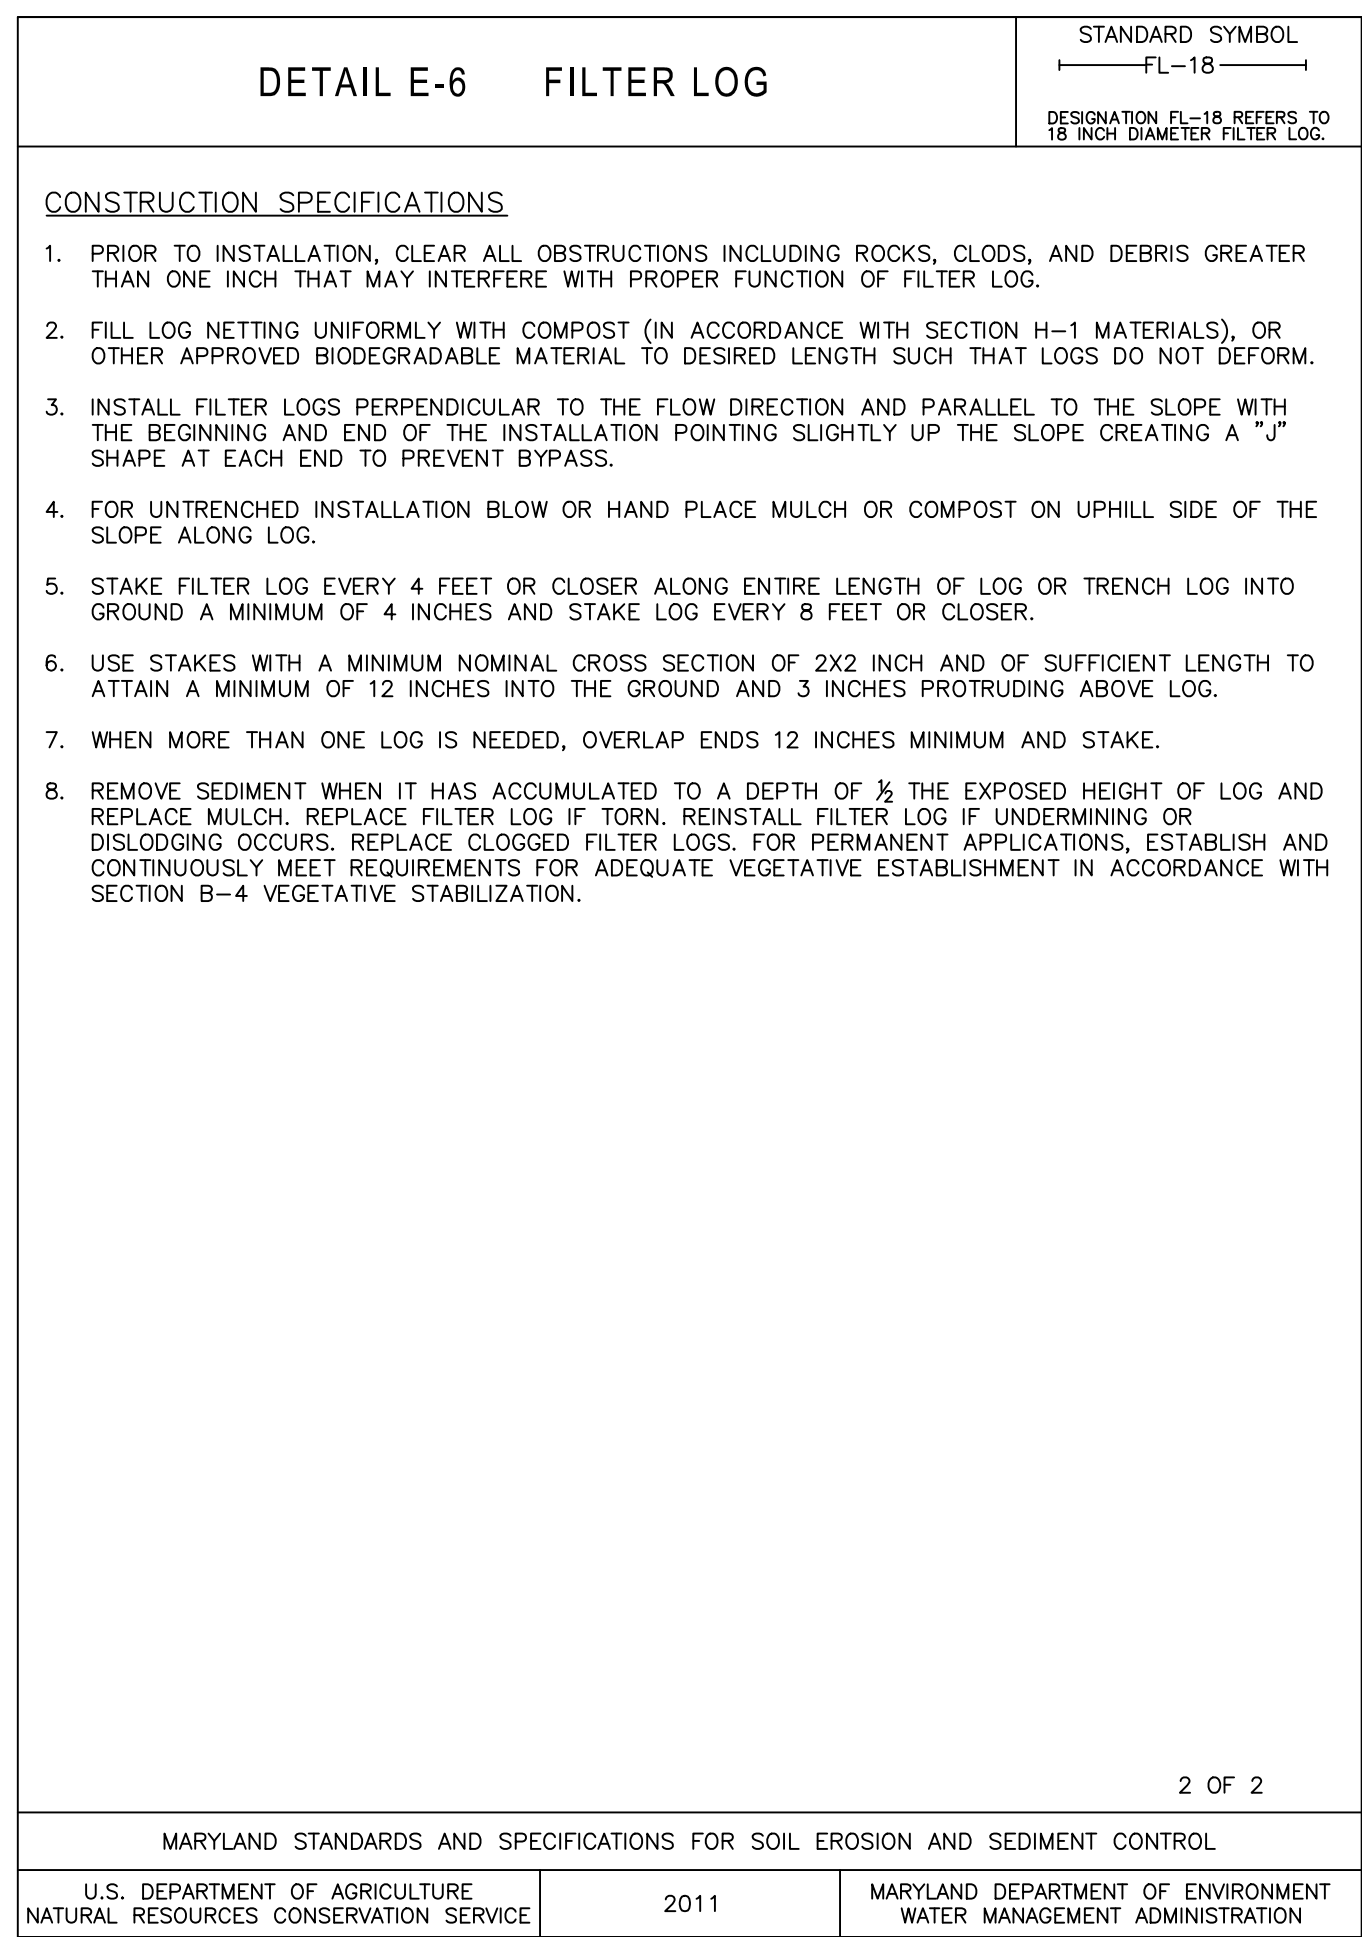 DETAIL E-6 FILTER LOG
STANDARD SYMBOL
FL-18
DESIGNATION FL-18 REFERS TO
18 INCH DIAMETER FILTER LOG.
CONSTRUCTION SPECIFICATIONS
1. PRIOR TO INSTALLATION, CLEAR ALL OBSTRUCTIONS INCLUDING ROCKS, CLODS, AND DEBRIS GREATER
THAN ONE INCH THAT MAY INTERFERE WITH PROPER FUNCTION OF FILTER LOG.
2. FILL LOG NETTING UNIFORMLY WITH COMPOST (IN ACCORDANCE WITH SECTION H-1 MATERIALS), OR
OTHER APPROVED BIODEGRADABLE MATERIAL TO DESIRED LENGTH SUCH THAT LOGS DO NOT DEFORM.
3. INSTALL FILTER LOGS PERPENDICULAR TO THE FLOW DIRECTION AND PARALLEL TO THE SLOPE WITH
THE BEGINNING AND END OF THE INSTALLATION POINTING SLIGHTLY UP THE SLOPE CREATING A "J"
SHAPE AT EACH END TO PREVENT BYPASS.
4. FOR UNTRENCHED INSTALLATION BLOW OR HAND PLACE MULCH OR COMPOST ON UPHILL SIDE OF THE
SLOPE ALONG LOG.
5. STAKE FILTER LOG EVERY 4 FEET OR CLOSER ALONG ENTIRE LENGTH OF LOG OR TRENCH LOG INTO
GROUND A MINIMUM OF 4 INCHES AND STAKE LOG EVERY 8 FEET OR CLOSER.
6. USE STAKES WITH A MINIMUM NOMINAL CROSS SECTION OF 2X2 INCH AND OF SUFFICIENT LENGTH TO
ATTAIN A MINIMUM OF 12 INCHES INTO THE GROUND AND 3 INCHES PROTRUDING ABOVE LOG.
7. WHEN MORE THAN ONE LOG IS NEEDED, OVERLAP ENDS 12 INCHES MINIMUM AND STAKE.
8. REMOVE SEDIMENT WHEN IT HAS ACCUMULATED TO A DEPTH OF ½ THE EXPOSED HEIGHT OF LOG AND
REPLACE MULCH. REPLACE FILTER LOG IF TORN. REINSTALL FILTER LOG IF UNDERMINING OR
DISLODGING OCCURS. REPLACE CLOGGED FILTER LOGS. FOR PERMANENT APPLICATIONS, ESTABLISH AND
CONTINUOUSLY MEET REQUIREMENTS FOR ADEQUATE VEGETATIVE ESTABLISHMENT IN ACCORDANCE WITH
SECTION B-4 VEGETATIVE STABILIZATION.
2 OF 2
MARYLAND STANDARDS AND SPECIFICATIONS FOR SOIL EROSION AND SEDIMENT CONTROL
U.S. DEPARTMENT OF AGRICULTURE
NATURAL RESOURCES CONSERVATION SERVICE
2011
MARYLAND DEPARTMENT OF ENVIRONMENT
WATER MANAGEMENT ADMINISTRATION